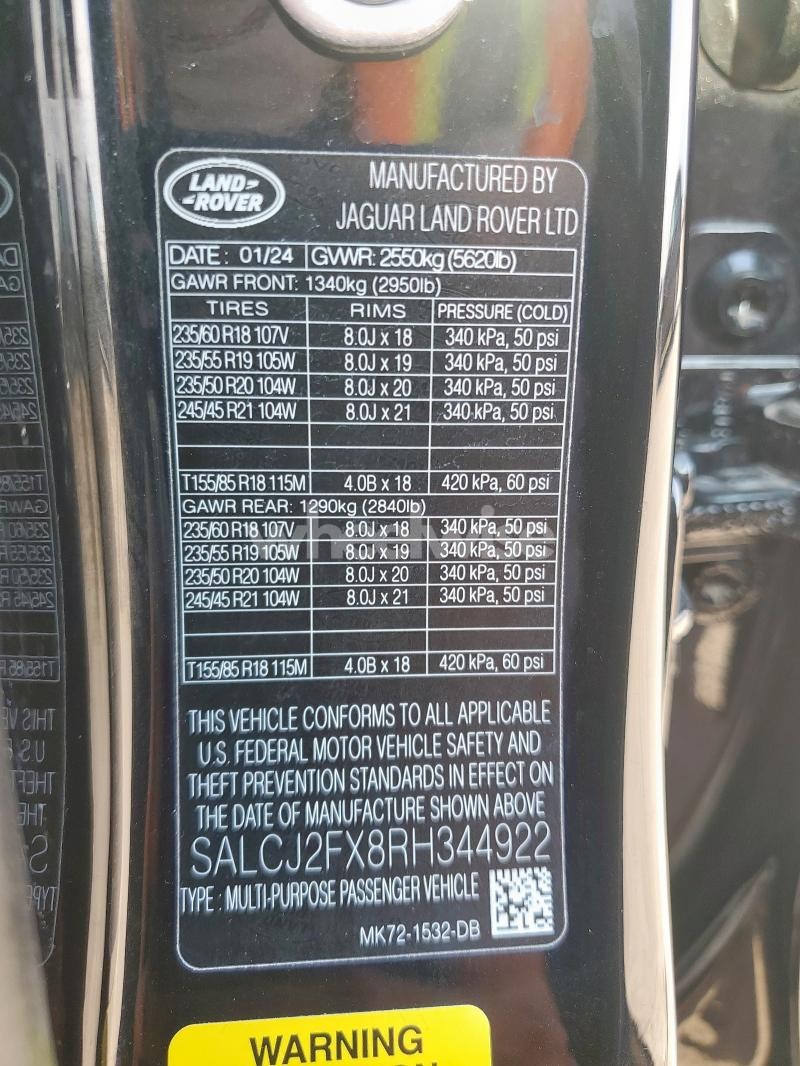 LAND-
-ROVER
MANUFACTURED BY
JAGUAR LAND ROVER LTD
DATE: 01/24 GVWR: 2550kg (5620lb)
GAWR FRONT: 1340kg (2950lb)
TIRES RIMS PRESSURE (COLD)
235/60 R18 107V 8.0J x 18 340 kPa, 50 psi
235/55 R19 105W 8.0J x 19 340 kPa, 50 psi
235/50 R20 104W 8.0J x 20 340 kPa, 50 psi
245/45 R21 104W 8.0J x 21 340 kPa, 50 psi
T155/85 R18 115M 4.0B x 18 420 kPa, 60 psi
GAWR REAR: 1290kg (2840lb)
235/60 R18 107V 8.0J x 18 340 kPa, 50 psi
235/55 R19 105W 8.0J x 19 340 kPa, 50 psi
235/50 R20 104W 8.0J x 20 340 kPa, 50 psi
245/45 R21 104W 8.0J x 21 340 kPa, 50 psi
T155/85 R18 115M 4.0B x 18 420 kPa, 60 psi
THIS VEHICLE CONFORMS TO ALL APPLICABLE
U.S. FEDERAL MOTOR VEHICLE SAFETY AND
THEFT PREVENTION STANDARDS IN EFFECT ON
THE DATE OF MANUFACTURE SHOWN ABOVE
SALCJ2FX8RH344922
TYPE : MULTI-PURPOSE PASSENGER VEHICLE
MK72-1532-DB
WARNING